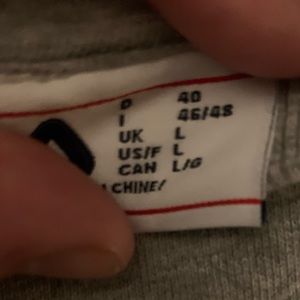 D 40
I 46/48
UK L
US/F L
CAN L/G
CHINE/